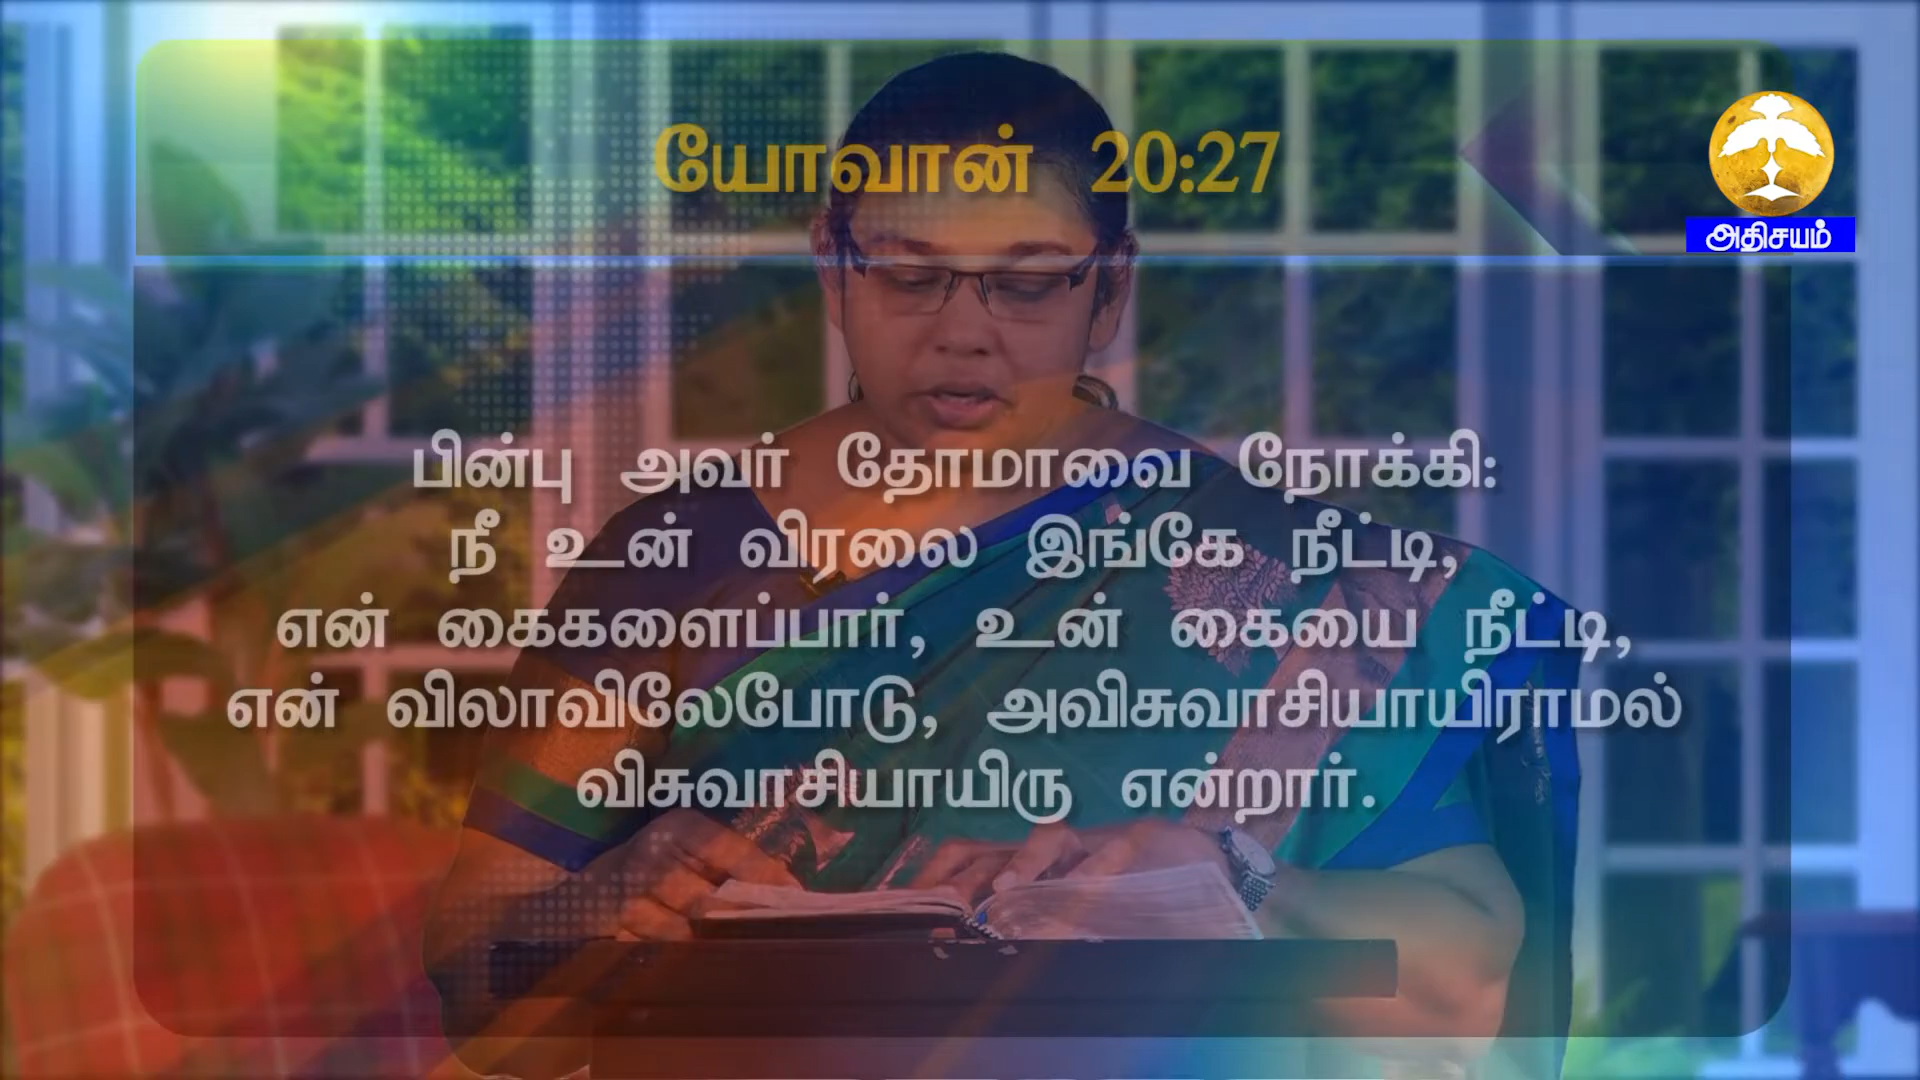 யோவான் 20:27
அதிசயம்
பின்பு அவர் தோமாவை நோக்கி:
நீ உன் விரலை இங்கே நீட்டி,
என் கைகளைப்பார், உன் கையை நீட்டி,
என் விலாவிலேபோடு, அவிசுவாசியாயிராமல்
விசுவாசியாயிரு என்றார்.